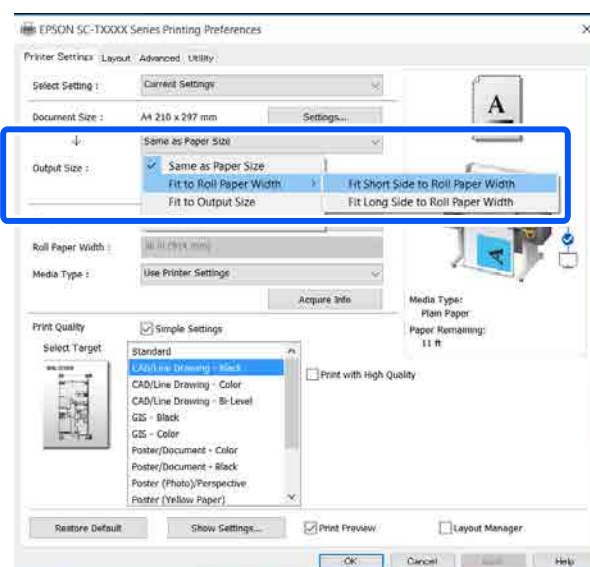 EPSON SC-TXXXX Series Printing Preferences
Printer Settings Layout Advanced Utility
Select Setting : Current Settings
A
Document Size : A4 210 x 297 mm Settings...
Same as Paper Size
Output Size : Same as Paper Size
Fit to Roll Paper Width Fit Short Side to Roll Paper Width
Fit to Output Size Fit Long Side to Roll Paper Width
A
Roll Paper Width :
Media Type : Use Printer Settings
Acquire Info
Media Type:
Plain Paper
Paper Remaining:
11 ft
Print Quality Simple Settings
Select Target
Standard
CAD/Line Drawing - Black
Print with High Quality
CAD/Line Drawing - Color
CAD/Line Drawing - Bi-Level
GIS - Black
GIS - Color
Poster/Document - Color
Poster/Document - Black
Poster (Photo)/Perspective
Poster (Yellow Paper)
Restore Default Show Settings... Print Preview Layout Manager
OK Cancel Help